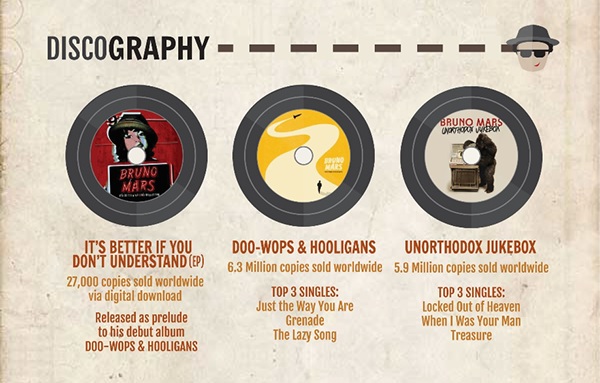 DISCOGRAPHY
BRUNO
MARS
BRUNO
MARS
BRUNO MARS
UNORTHODOX JUKEBOX
IT'S BETTER IF YOU
DON'T UNDERSTAND (EP)
27,000 copies sold worldwide
via digital download
Released as prelude
to his debut album
DOO-WOPS & HOOLIGANS
DOO-WOPS & HOOLIGANS
6.3 Million copies sold worldwide
TOP 3 SINGLES:
Just the Way You Are
Grenade
The Lazy Song
UNORTHODOX JUKEBOX
5.9 Million copies sold worldwide
TOP 3 SINGLES:
Locked Out of Heaven
When I Was Your Man
Treasure